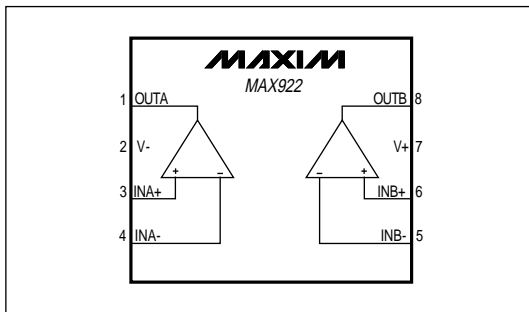 MAXIM
MAX922
1 OUTA
OUTB 8
2 V-
V+ 7
+ -
- +
3 INA+
INB+ 6
4 INA-
INB- 5